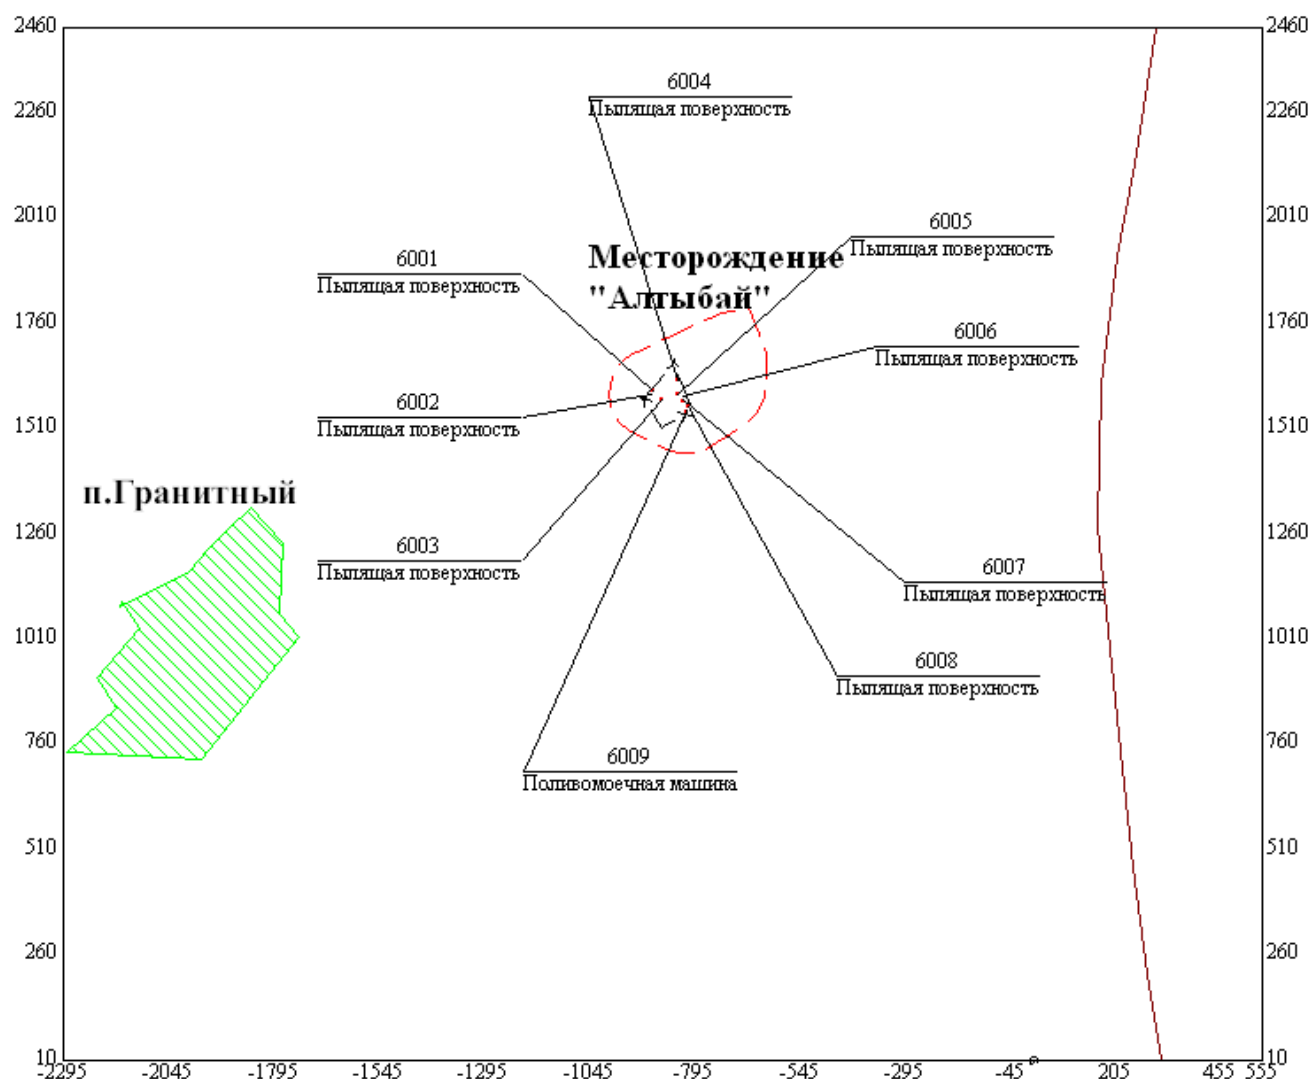 2460
2460
6004
Пылящая поверхность
2260
2260
2010
2010
6005
Пылящая поверхность
Месторождение
"Алтыбай"
6001
Пылящая поверхность
1760
1760
6006
Пылящая поверхность
6002
Пылящая поверхность
1510
1510
п.Гранитный
1260
1260
6003
Пылящая поверхность
6007
Пылящая поверхность
1010
1010
6008
Пылящая поверхность
760
760
6009
Поливомоечная машина
510
510
260
260
10
10
-2295 -2045 -1795 -1545 -1295 -1045 -795 -545 -295 -45 205 455 555